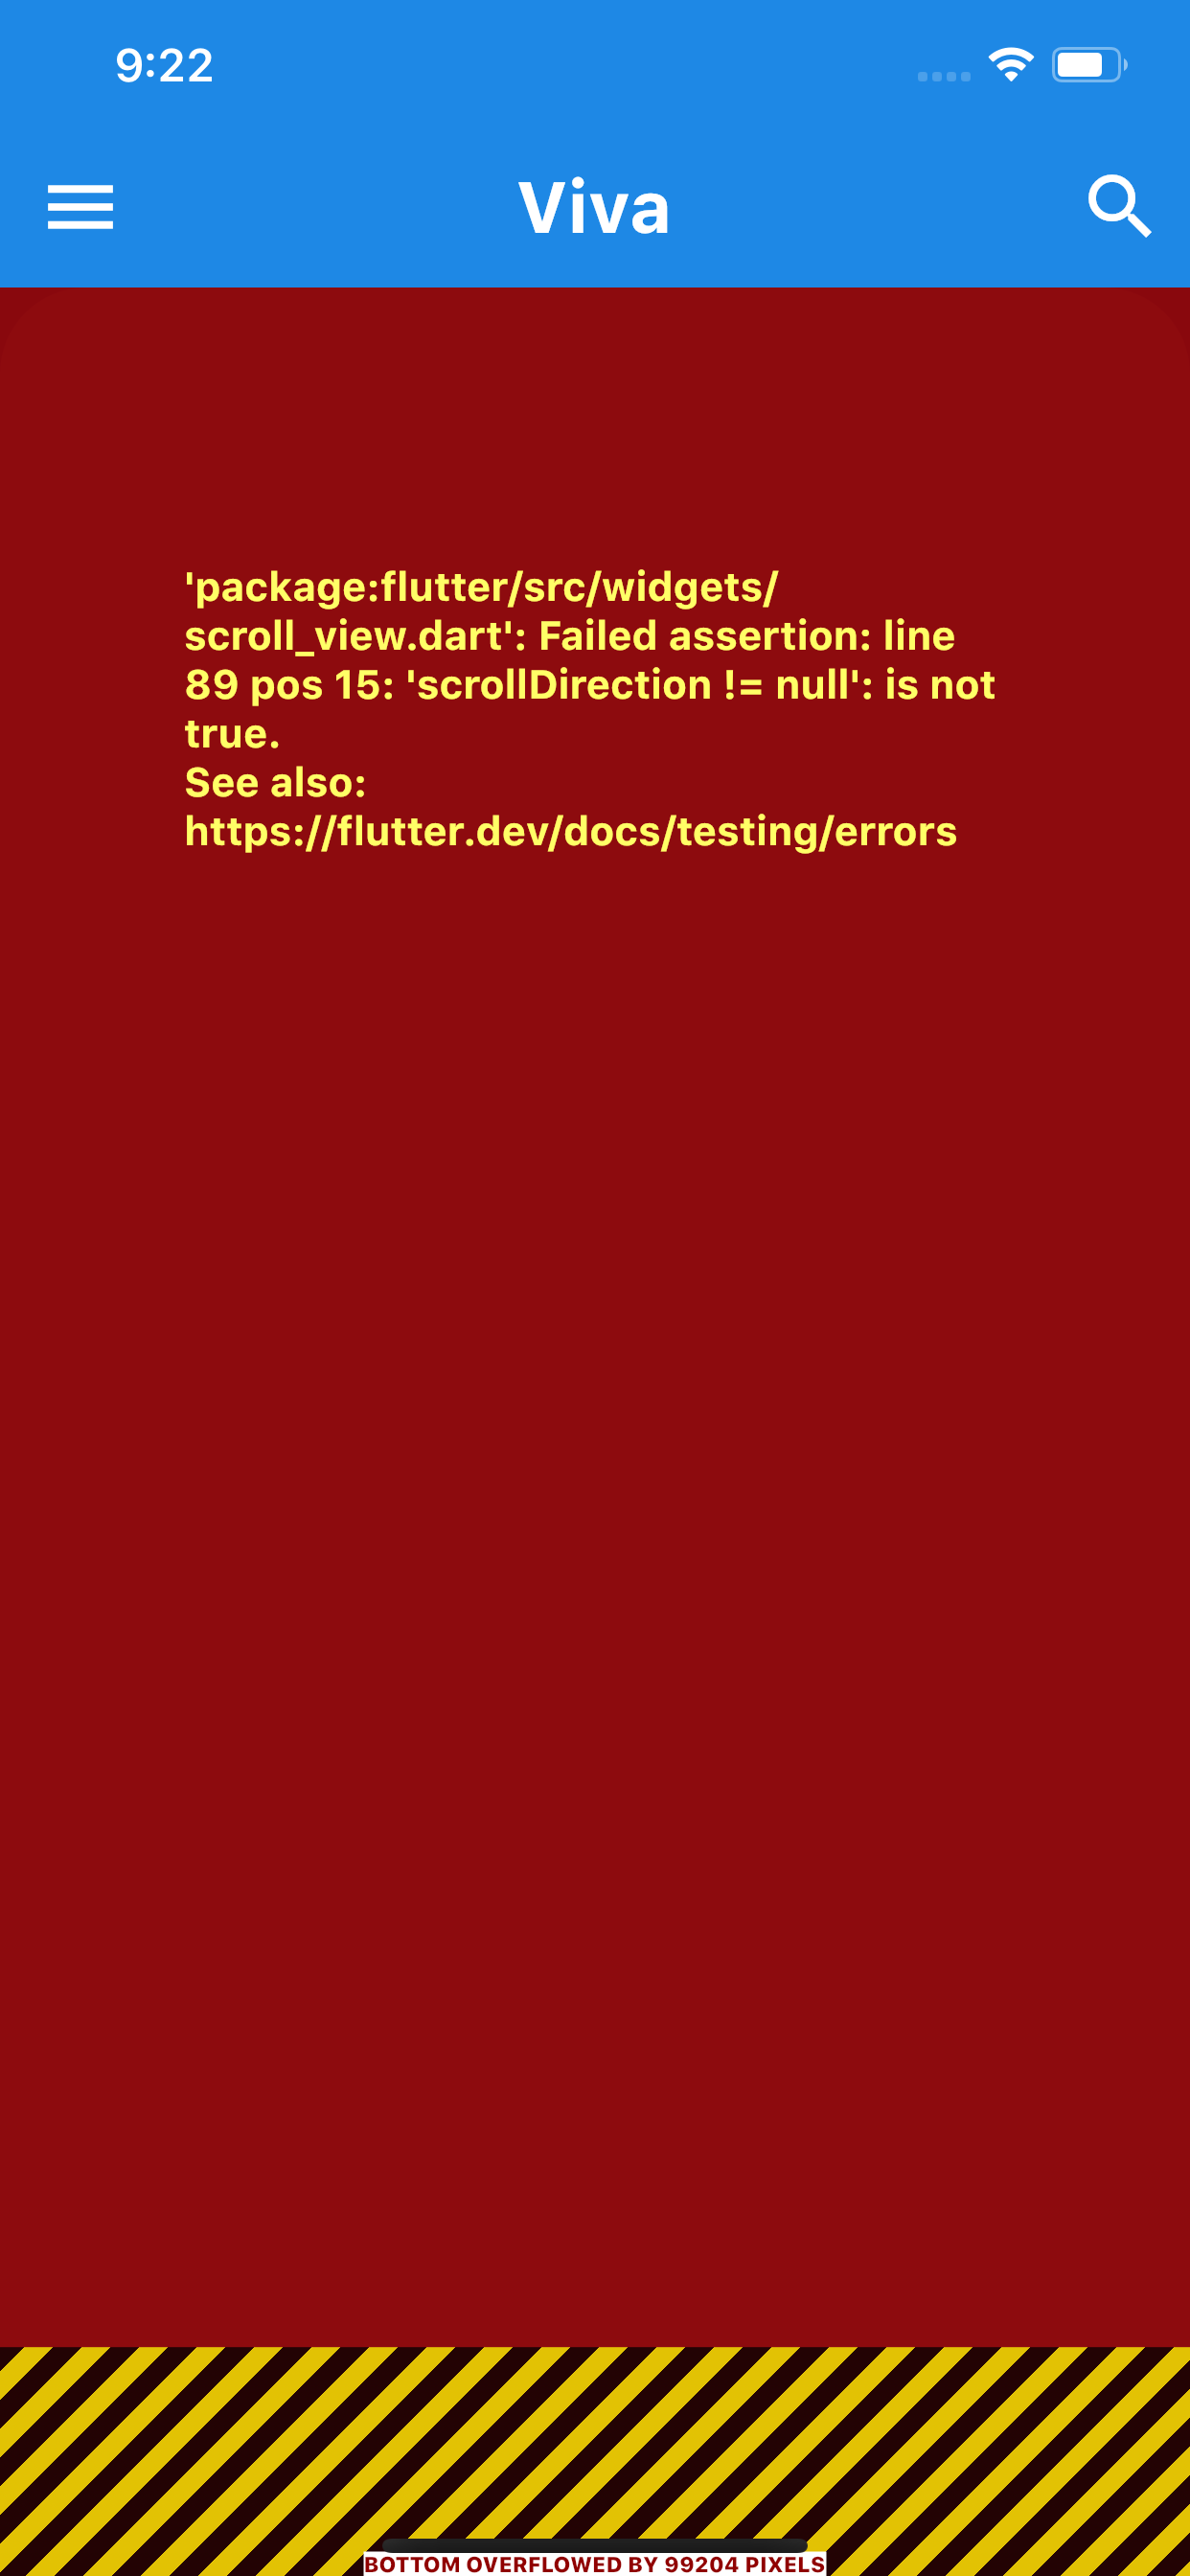 9:22
Viva
'package:flutter/src/widgets/
scroll_view.dart': Failed assertion: line
89 pos 15: 'scrollDirection != null': is not
true.
See also:
https://flutter.dev/docs/testing/errors
BOTTOM OVERFLOWED BY 99204 PIXELS